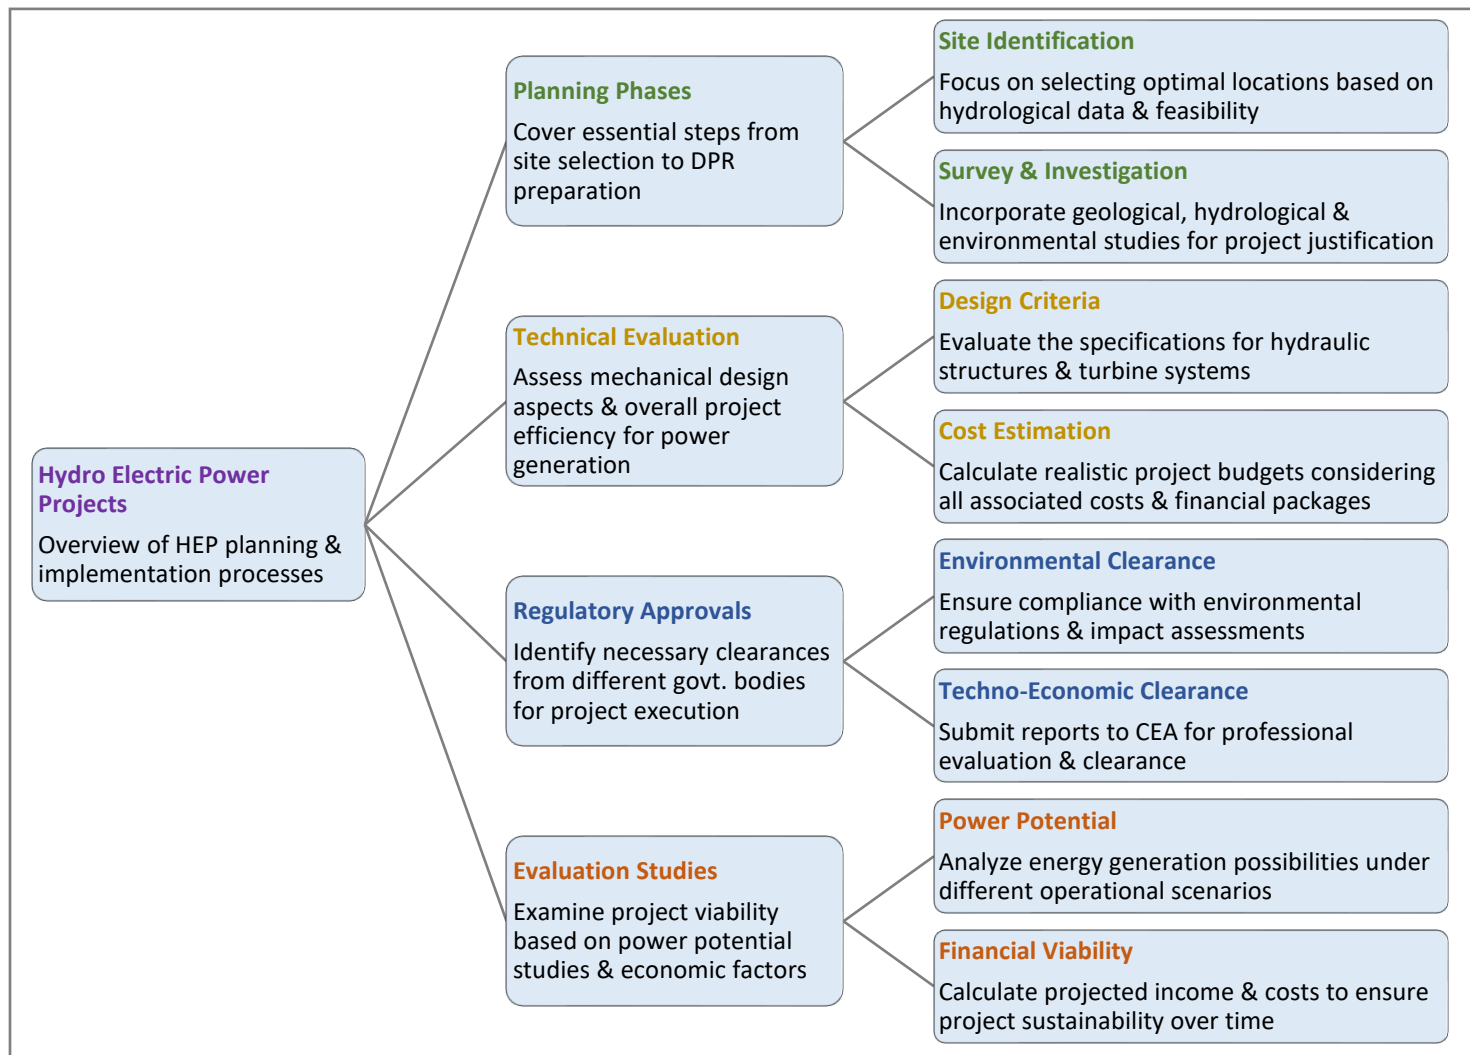 Hydro Electric Power
Projects
Overview of HEP planning &
implementation processes
Planning Phases
Cover essential steps from
site selection to DPR
preparation
Site Identification
Focus on selecting optimal locations based on
hydrological data & feasibility
Survey & Investigation
Incorporate geological, hydrological &
environmental studies for project justification
Technical Evaluation
Assess mechanical design
aspects & overall project
efficiency for power
generation
Design Criteria
Evaluate the specifications for hydraulic
structures & turbine systems
Cost Estimation
Calculate realistic project budgets considering
all associated costs & financial packages
Regulatory Approvals
Identify necessary clearances
from different govt. bodies
for project execution
Environmental Clearance
Ensure compliance with environmental
regulations & impact assessments
Techno-Economic Clearance
Submit reports to CEA for professional
evaluation & clearance
Evaluation Studies
Examine project viability
based on power potential
studies & economic factors
Power Potential
Analyze energy generation possibilities under
different operational scenarios
Financial Viability
Calculate projected income & costs to ensure
project sustainability over time